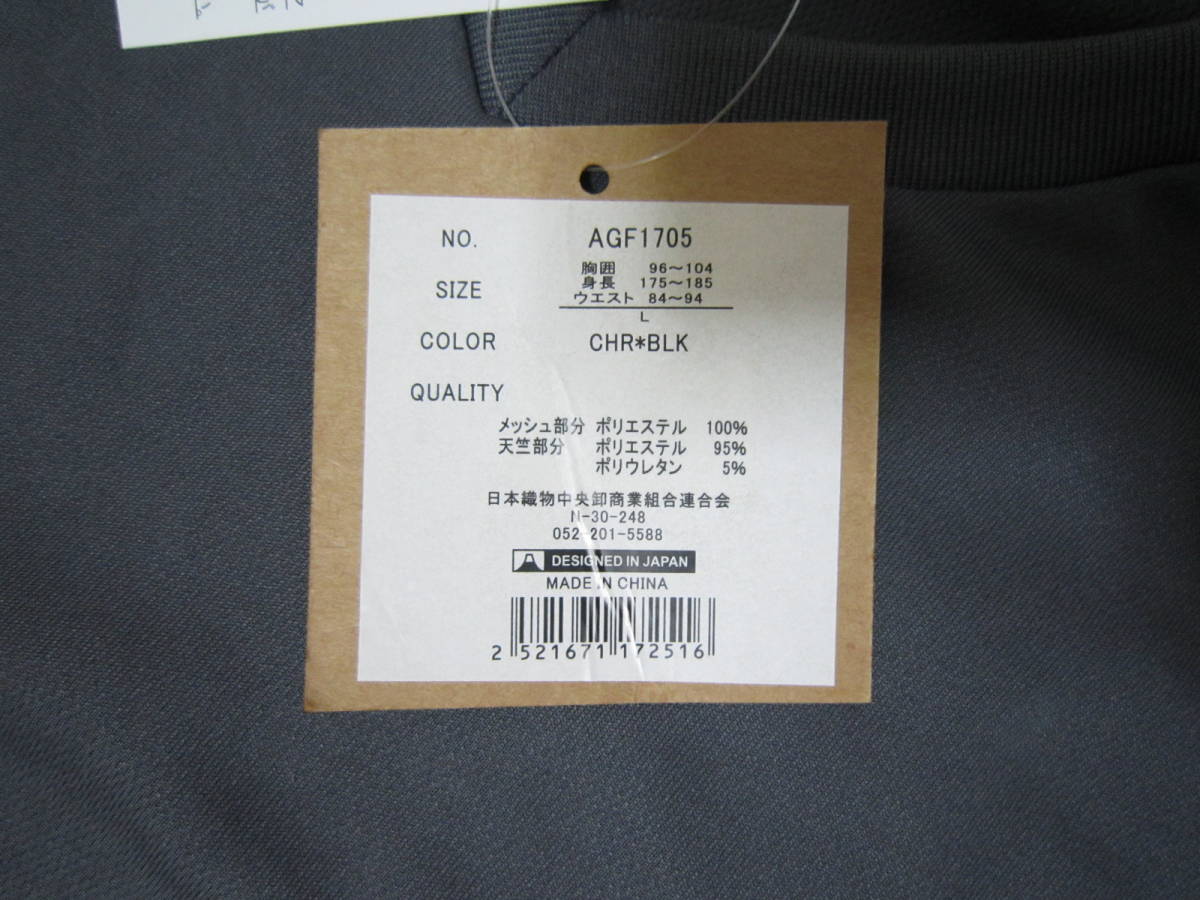 NO. AGF1705
胸囲 96～104
SIZE 身長 175～185
ウエスト 84～94
L
COLOR CHR*BLK
QUALITY
メッシュ部分 ポリエステル 100%
天竺部分 ポリエステル 95%
ポリウレタン 5%
日本織物中央卸商業組合連合会
N-30-248
052-201-5588
DESIGNED IN JAPAN
MADE IN CHINA
2 521671 172516